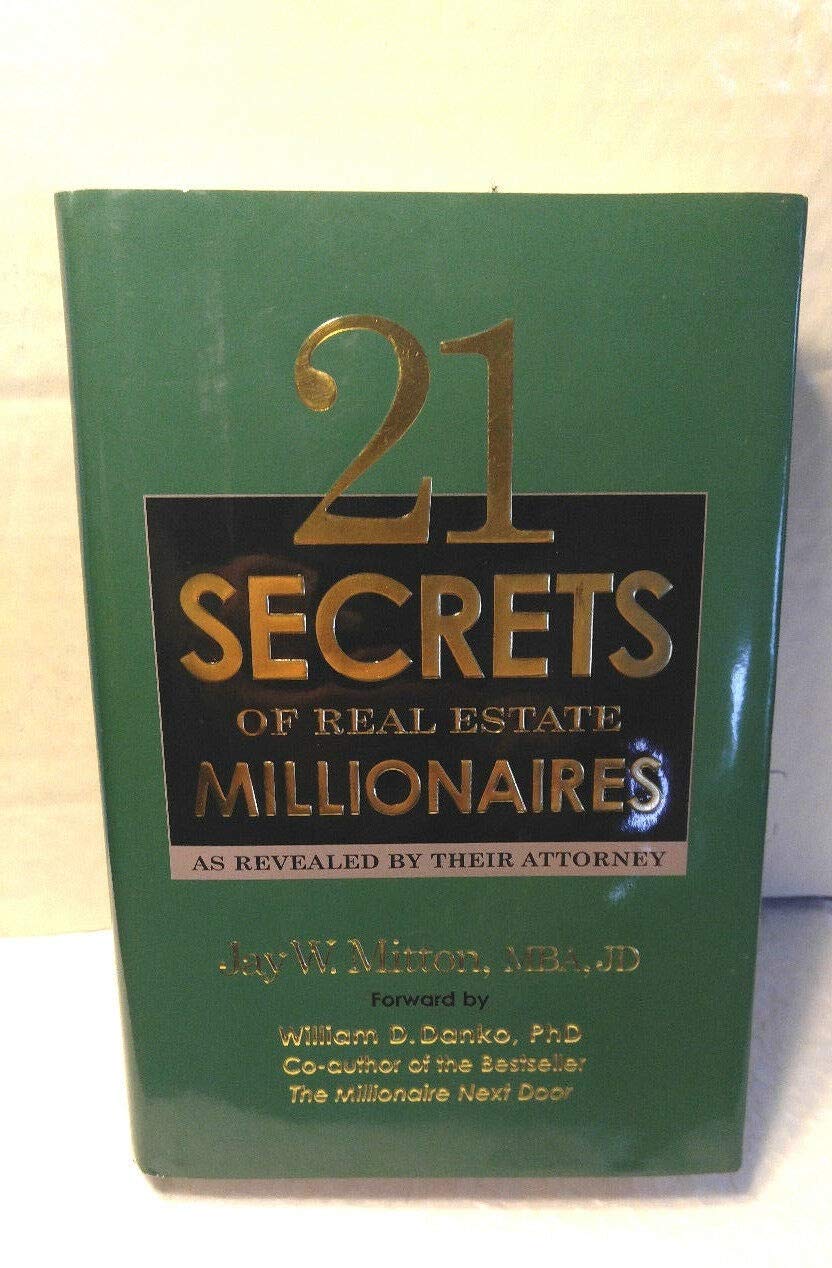 21
SECRETS
OF REAL ESTATE
MILLIONAIRES
AS REVEALED BY THEIR ATTORNEY
Jay W. Mitton, MBA, JD
Forward by
William D. Danko, PhD
Co-author of the Bestseller
The Millionaire Next Door